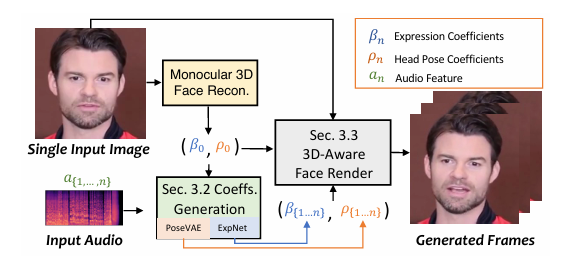 βₙ Expression Coefficients
ρₙ Head Pose Coefficients
aₙ Audio Feature
Monocular 3D
Face Recon.
Single Input Image
(β₀, ρ₀)
Sec. 3.3
3D-Aware
Face Render
a{1,...,n}
Sec. 3.2 Coeffs.
Generation
PoseVAE ExpNet
(β{1...n}, ρ{1...n})
Input Audio
Generated Frames